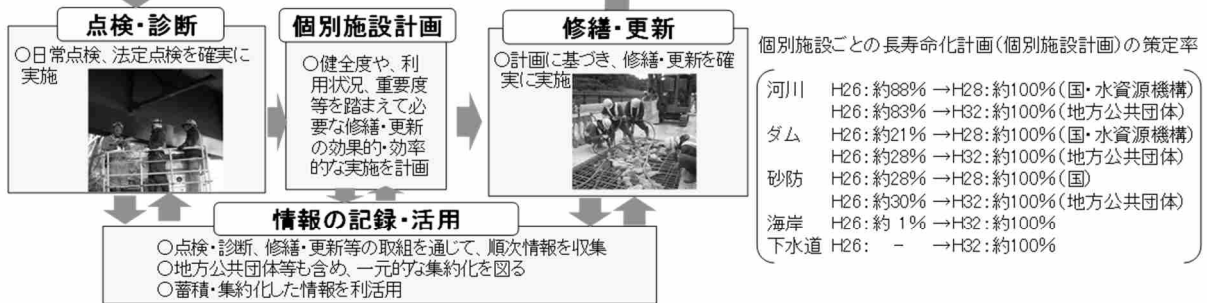 点検・診断
○日常点検、法定点検を確実に
実施
個別施設計画
○健全度や、利
用状況、重要度
等を踏まえて必
要な修繕・更新
の効果的・効率
的な実施を計画
修繕・更新
○計画に基づき、修繕・更新を確
実に実施
情報の記録・活用
○点検・診断、修繕・更新等の取組を通じて、順次情報を収集
○地方公共団体等も含め、一元的な集約化を図る
○蓄積・集約化した情報を利活用
個別施設ごとの長寿命化計画(個別施設計画)の策定率
河川 H26:約88% →H28:約100%(国・水資源機構)
H26:約83% →H32:約100%(地方公共団体)
ダム H26:約21% →H28:約100%(国・水資源機構)
H26:約28% →H32:約100%(地方公共団体)
砂防 H26:約28% →H28:約100%(国)
H26:約30% →H32:約100%(地方公共団体)
海岸 H26:約 1% →H32:約100%
下水道 H26: - →H32:約100%